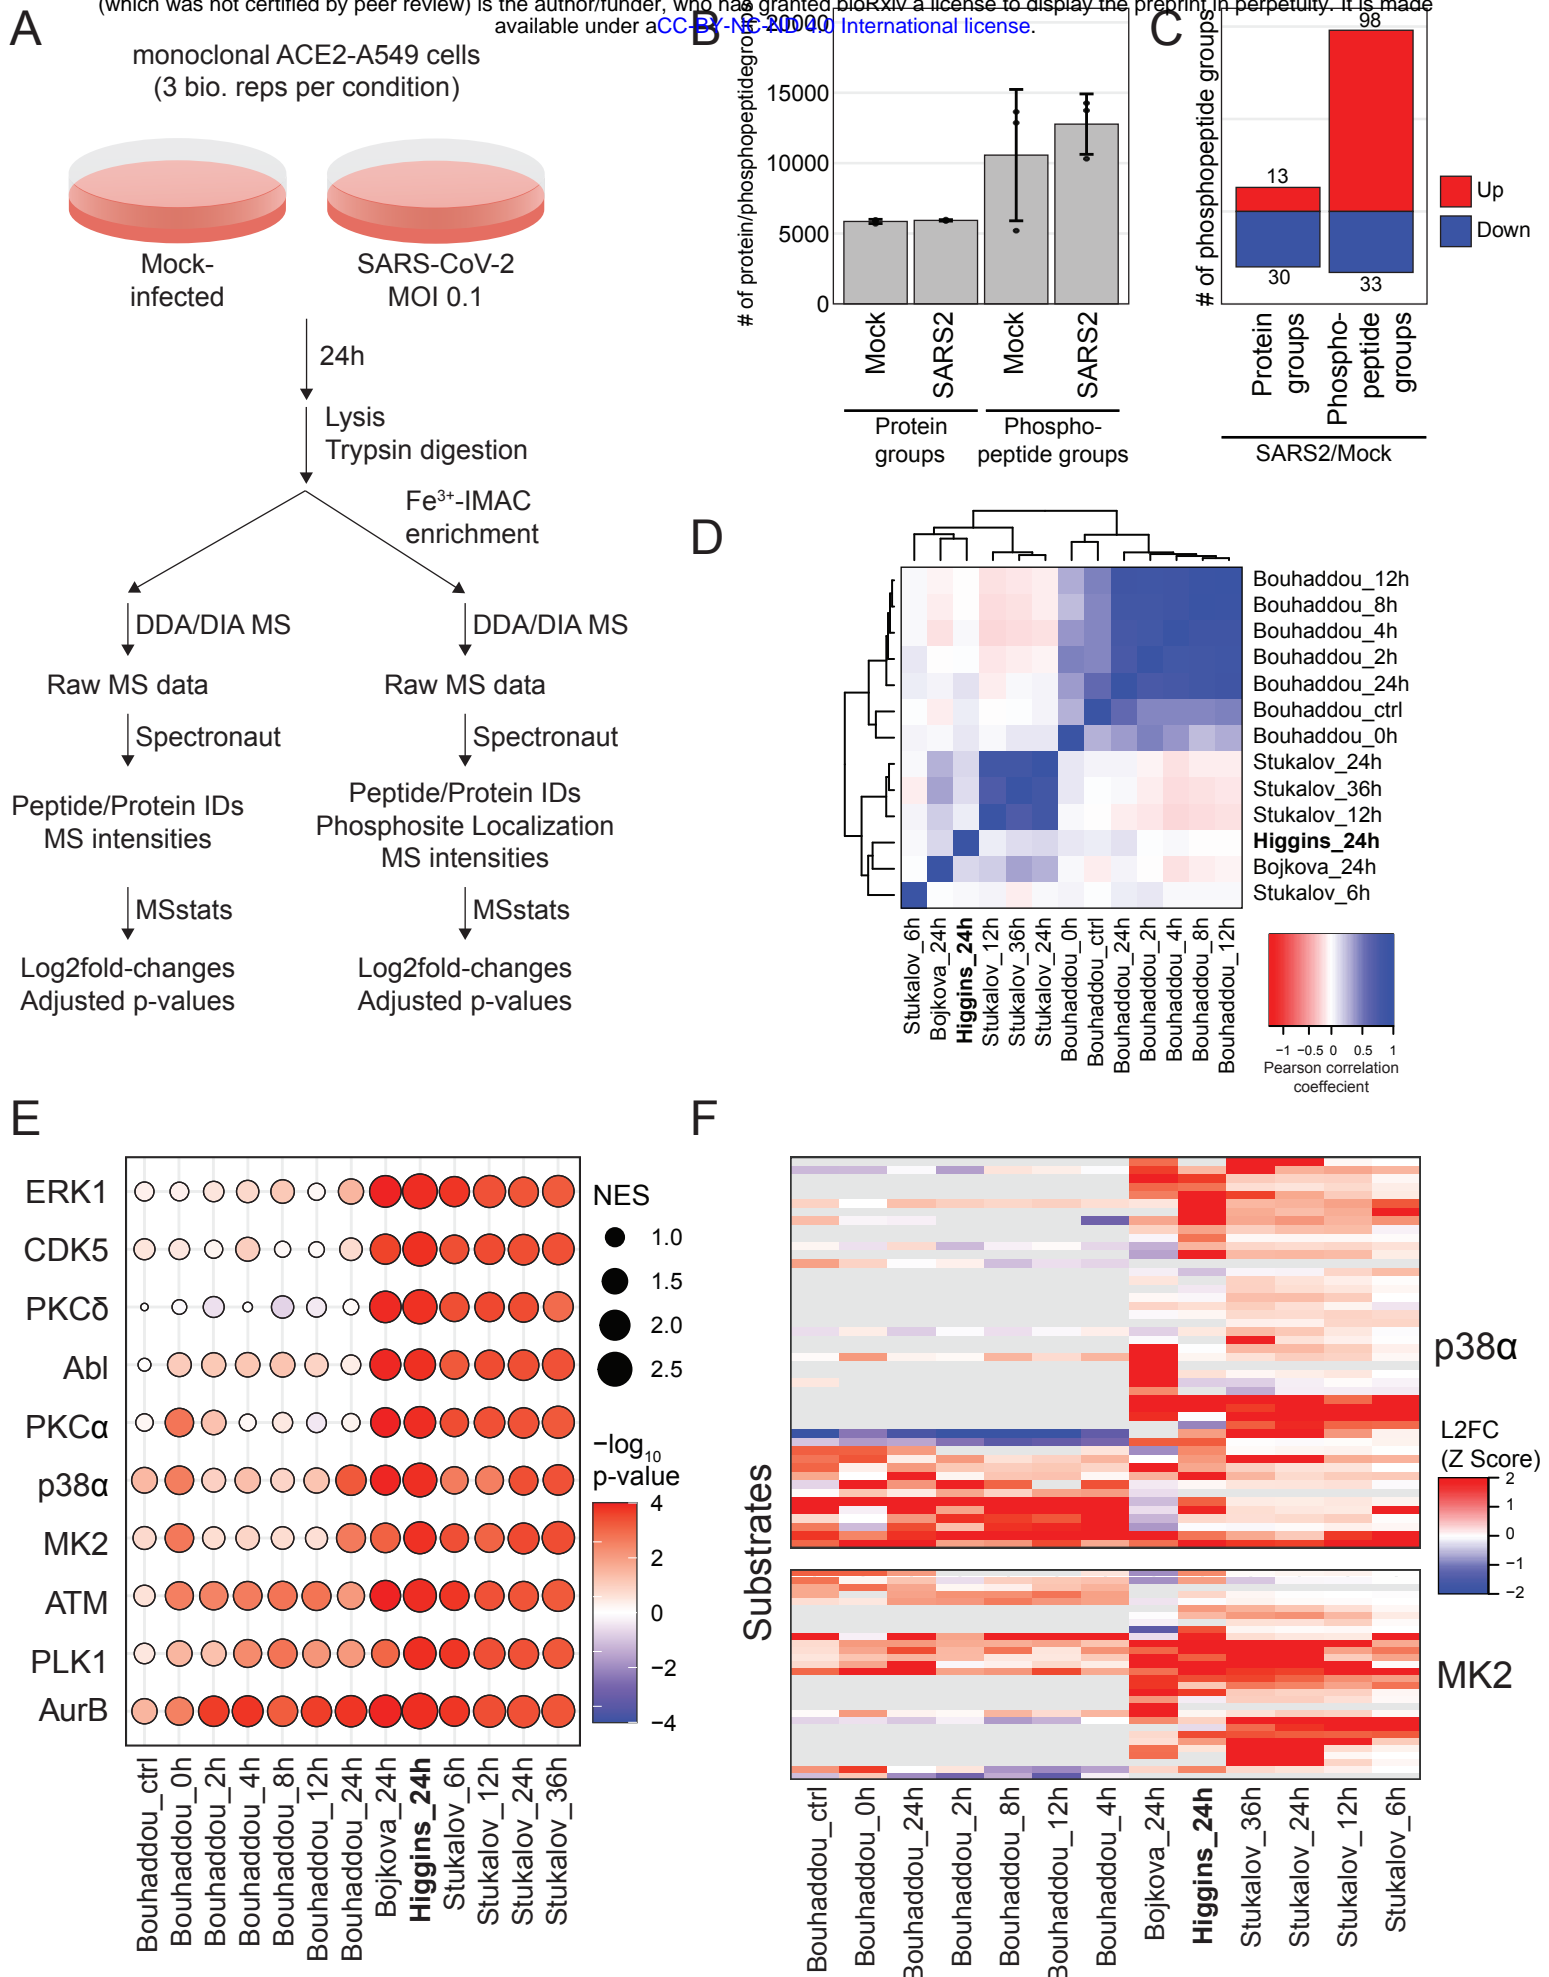 (which was not certified by peer review) is the author/funder, who has granted bioRxiv a license to display the preprint in perpetuity. It is made
available under aCC-BY-NC-ND 4.0 International license.
A
monoclonal ACE2-A549 cells
(3 bio. reps per condition)
Mock-
infected
SARS-CoV-2
MOI 0.1
24h
Lysis
Trypsin digestion
Fe3+-IMAC
enrichment
DDA/DIA MS
DDA/DIA MS
Raw MS data
Raw MS data
Spectronaut
Spectronaut
Peptide/Protein IDs
MS intensities
Peptide/Protein IDs
Phosphosite Localization
MS intensities
MSstats
MSstats
Log2fold-changes
Adjusted p-values
Log2fold-changes
Adjusted p-values
B
# of protein/phosphopeptidegroups
20000
15000
10000
5000
0
Mock
SARS2
Mock
SARS2
Protein
groups
Phospho-
peptide groups
C
# of phosphopeptide groups
98
13
30
33
Up
Down
Protein
groups
Phospho-
peptide
groups
SARS2/Mock
D
Bouhaddou_12h
Bouhaddou_8h
Bouhaddou_4h
Bouhaddou_2h
Bouhaddou_24h
Bouhaddou_ctrl
Bouhaddou_0h
Stukalov_24h
Stukalov_36h
Stukalov_12h
Higgins_24h
Bojkova_24h
Stukalov_6h
Stukalov_6h
Bojkova_24h
Higgins_24h
Stukalov_12h
Stukalov_36h
Stukalov_24h
Bouhaddou_0h
Bouhaddou_ctrl
Bouhaddou_24h
Bouhaddou_2h
Bouhaddou_4h
Bouhaddou_8h
Bouhaddou_12h
−1 −0.5 0 0.5 1
Pearson correlation
coeffecient
E
ERK1
CDK5
PKCδ
Abl
PKCα
p38α
MK2
ATM
PLK1
AurB
NES
1.0
1.5
2.0
2.5
−log10
p-value
4
2
0
−2
−4
Bouhaddou_ctrl
Bouhaddou_0h
Bouhaddou_2h
Bouhaddou_4h
Bouhaddou_8h
Bouhaddou_12h
Bouhaddou_24h
Bojkova_24h
Higgins_24h
Stukalov_6h
Stukalov_12h
Stukalov_24h
Stukalov_36h
F
Substrates
p38α
MK2
L2FC
(Z Score)
2
1
0
−1
−2
Bouhaddou_ctrl
Bouhaddou_0h
Bouhaddou_24h
Bouhaddou_2h
Bouhaddou_8h
Bouhaddou_12h
Bouhaddou_4h
Bojkova_24h
Higgins_24h
Stukalov_36h
Stukalov_24h
Stukalov_12h
Stukalov_6h